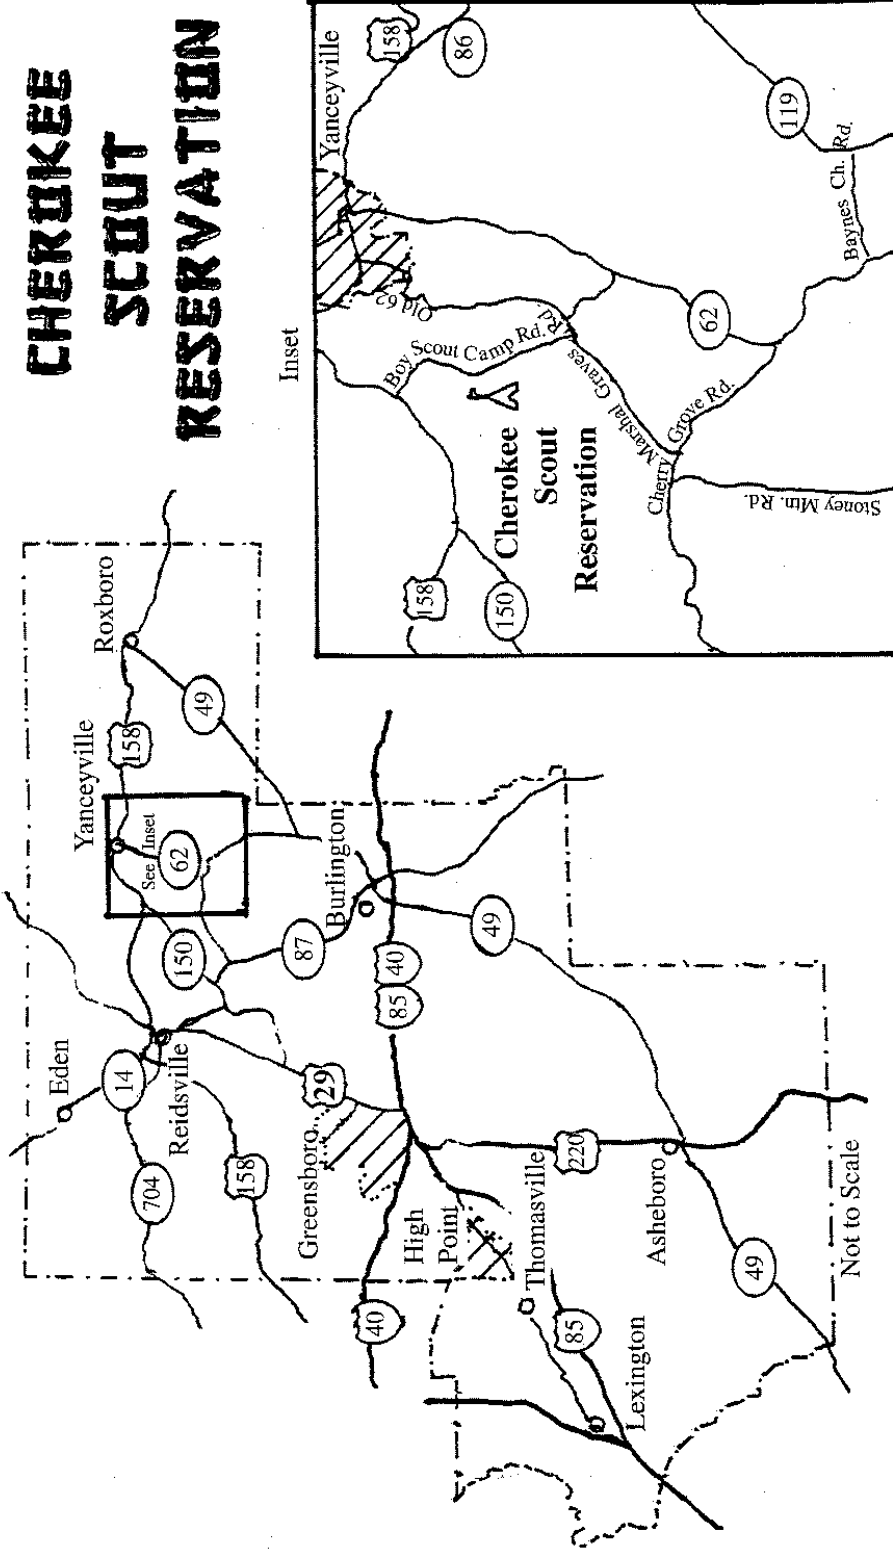 CHEROKEE
SCOUT
RESERVATION
Eden
14
704
Reidsville
158
29
150
Yanceyville
See Inset
62
158
Roxboro
49
87
Burlington
Greensboro
40
85
40
High
Point
Thomasville
220
49
85
Lexington
Asheboro
49
Not to Scale
Inset
Yanceyville
158
86
Old 62
Boy Scout Camp Rd.
158
150
Cherokee
Scout
Reservation
Marshal Graves Rd.
62
119
Cherry Grove Rd.
Baynes Ch. Rd.
Stoney Mtn. Rd.